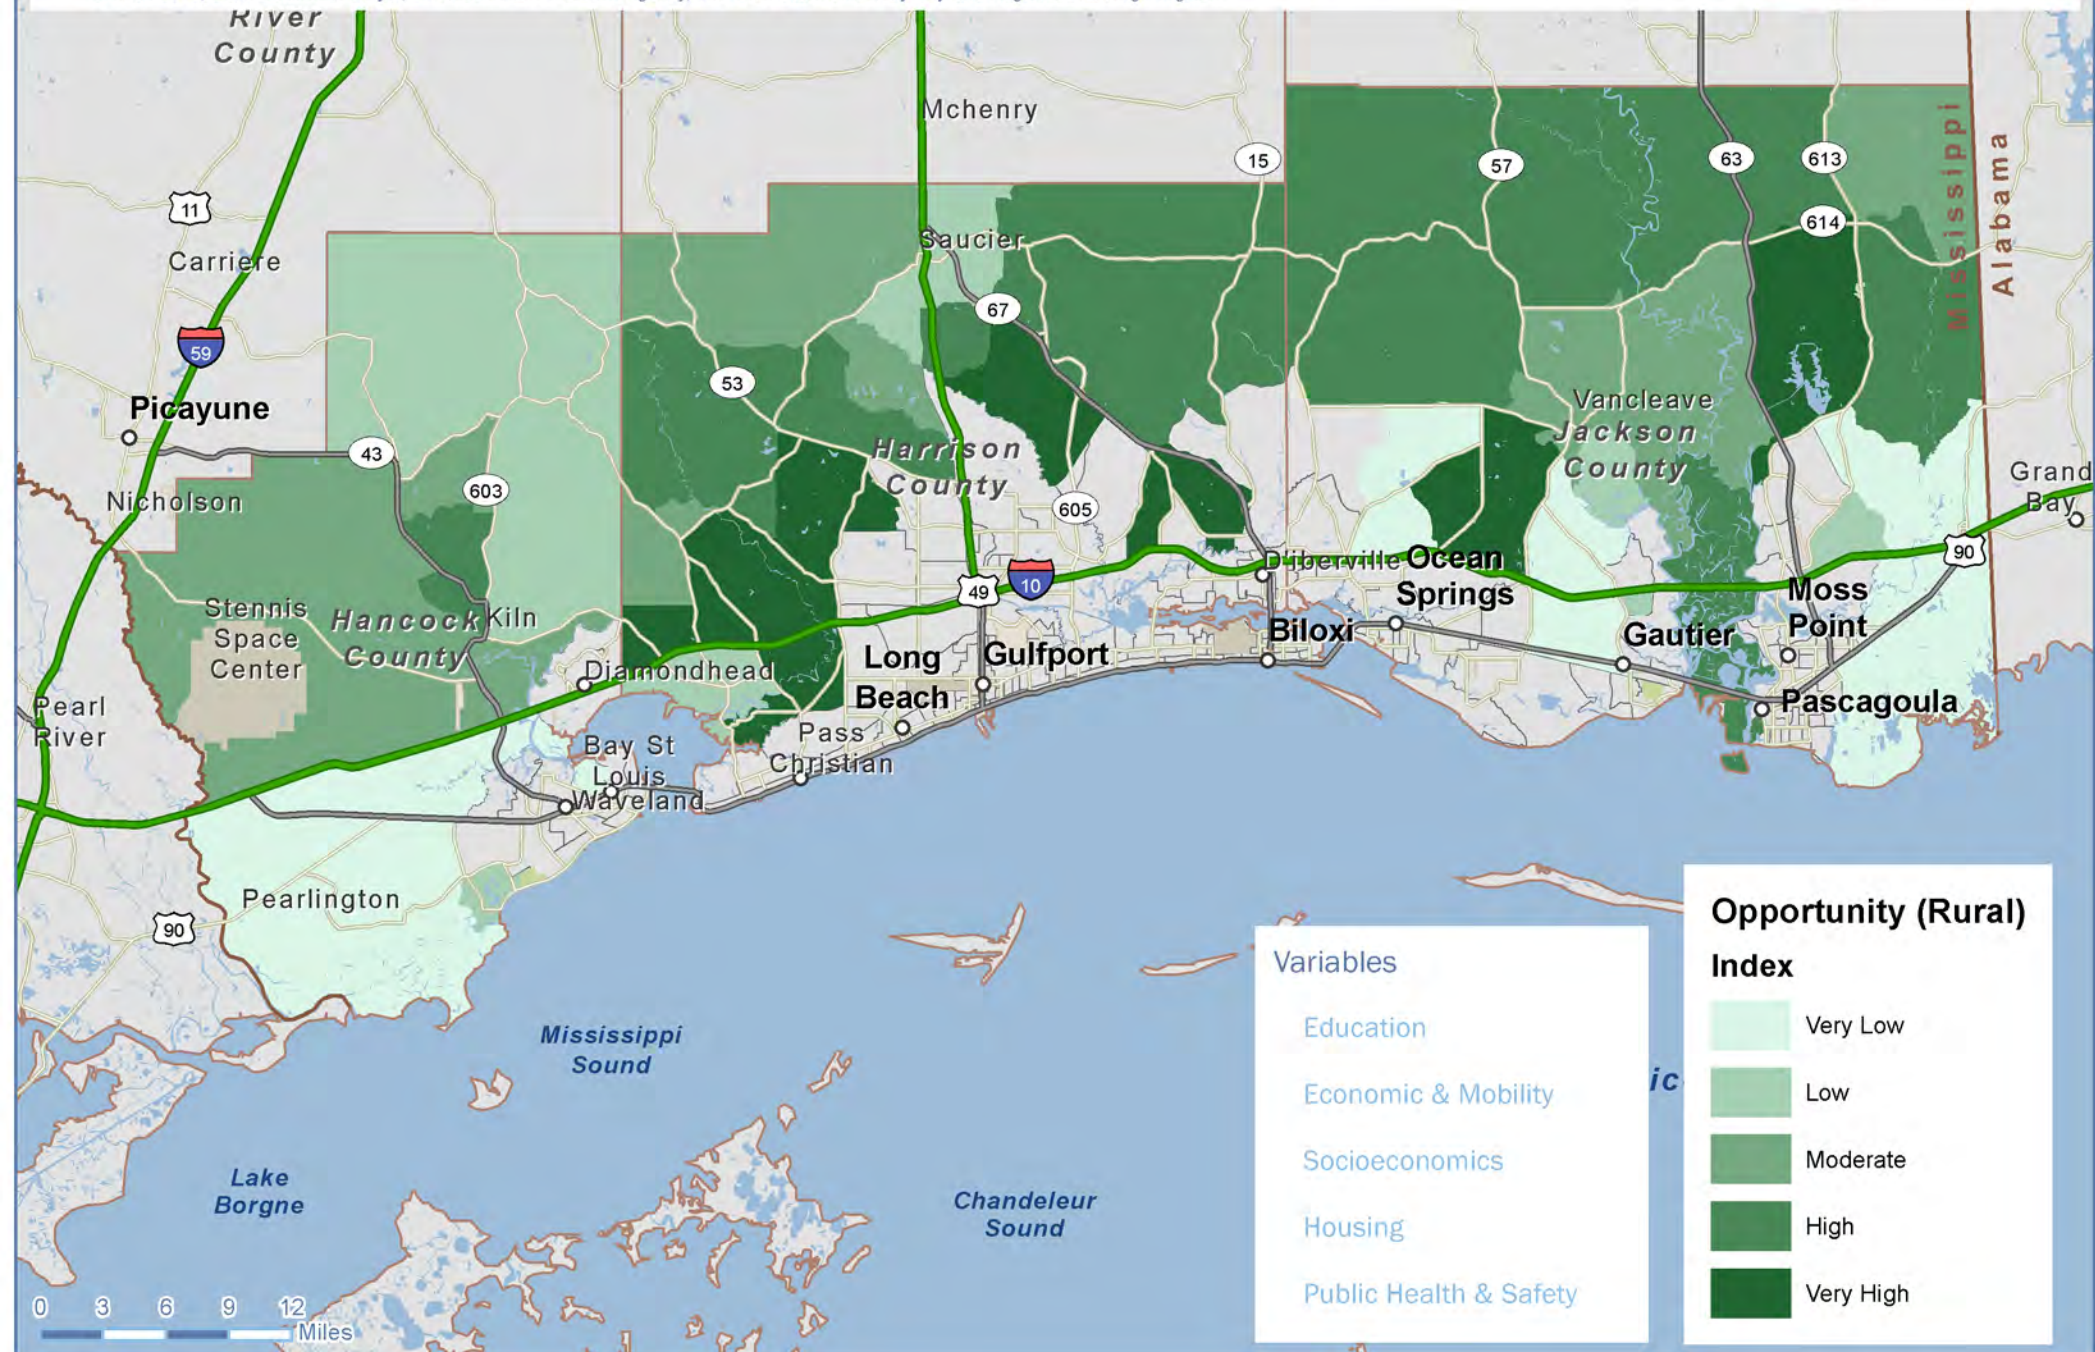 River
County
Mchenry
15
57
63
613
Mississippi
Alabama
11
614
Carriere
Saucier
67
59
53
Picayune
Vancleave
Jackson
County
43
Harrison
County
603
Nicholson
605
Grand
Bay
90
D'iberville
Ocean
Springs
49
10
Moss
Point
Stennis
Space
Center
Hancock
County
Kiln
Biloxi
Gautier
Long
Beach
Gulfport
Diamondhead
Pascagoula
Pearl
River
Pass
Christian
Bay St
Louis
Waveland
Pearlington
90
Opportunity (Rural)
Index
Very Low
Low
Moderate
High
Very High
Variables
Education
Economic & Mobility
Socioeconomics
Housing
Public Health & Safety
ic
Mississippi
Sound
Lake
Borgne
Chandeleur
Sound
0 3 6 9 12
Miles